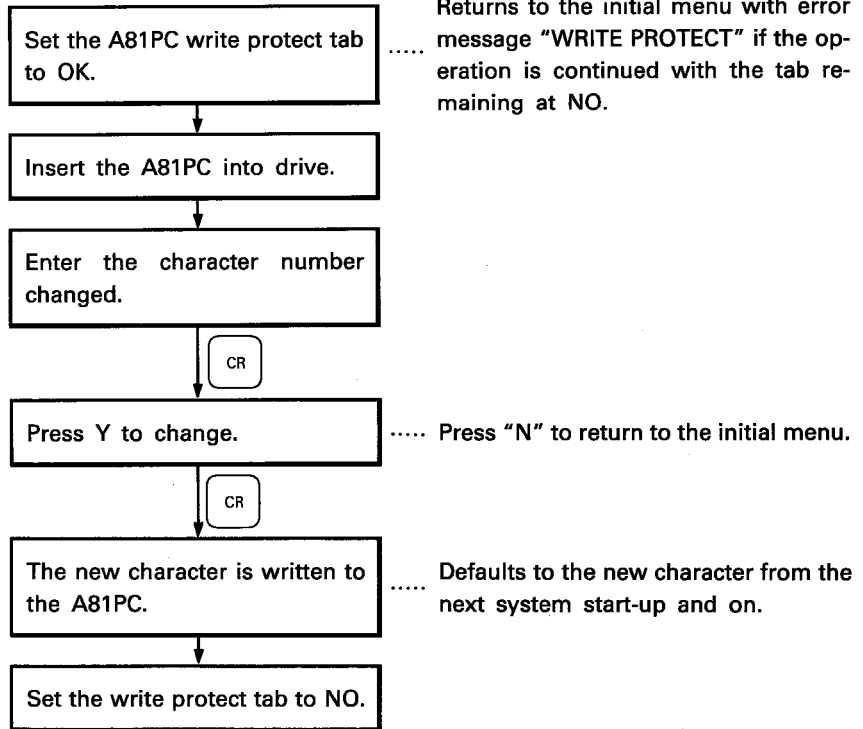 Returns to the initial menu with error
Set the A81PC write protect tab ..... message "WRITE PROTECT" if the op-
to OK. eration is continued with the tab re-
maining at NO.
Insert the A81PC into drive.
Enter the character number
changed.
CR
Press Y to change. ..... Press "N" to return to the initial menu.
CR
The new character is written to ..... Defaults to the new character from the
the A81PC. next system start-up and on.
Set the write protect tab to NO.